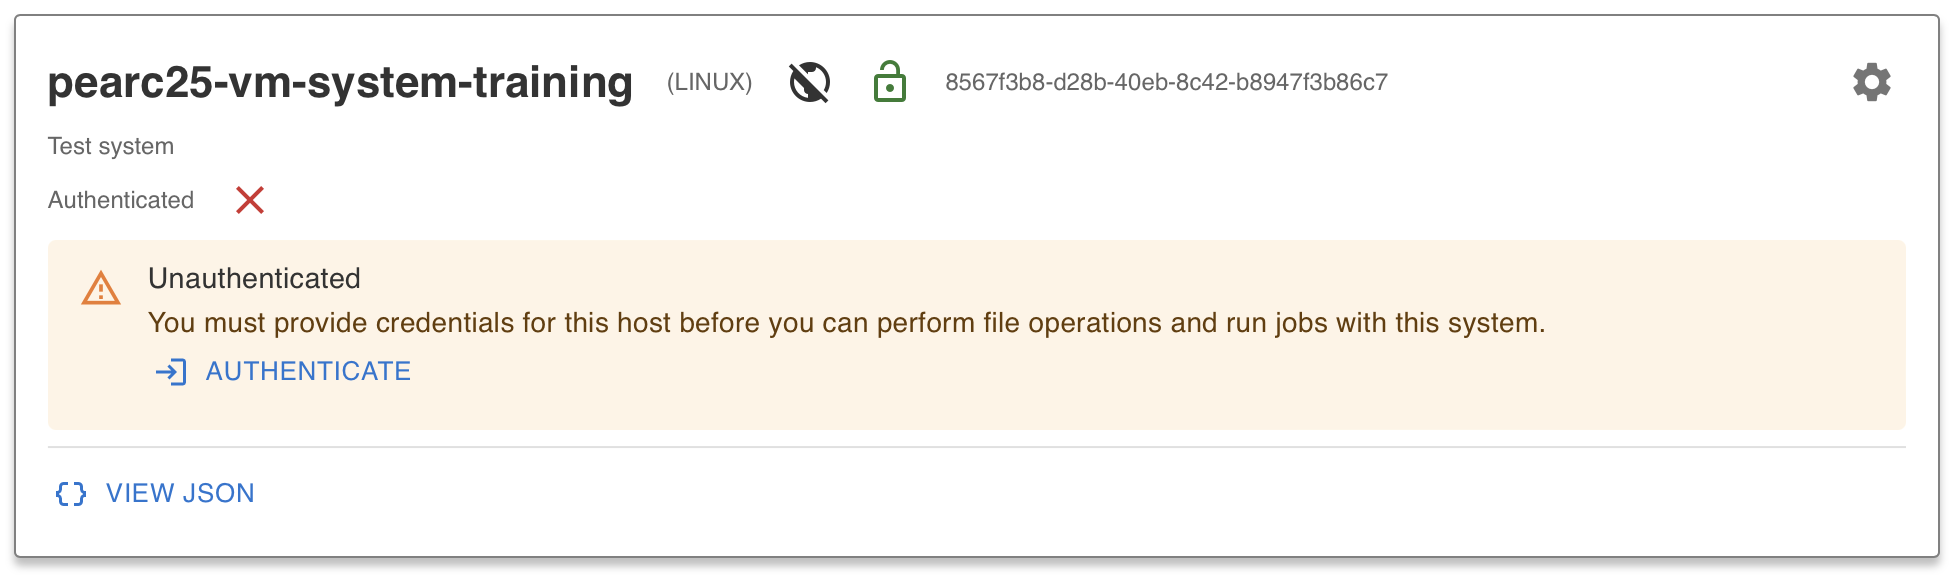 pearc25-vm-system-training (LINUX) 8567f3b8-d28b-40eb-8c42-b8947f3b86c7
Test system
Authenticated
Unauthenticated
You must provide credentials for this host before you can perform file operations and run jobs with this system.
AUTHENTICATE
VIEW JSON